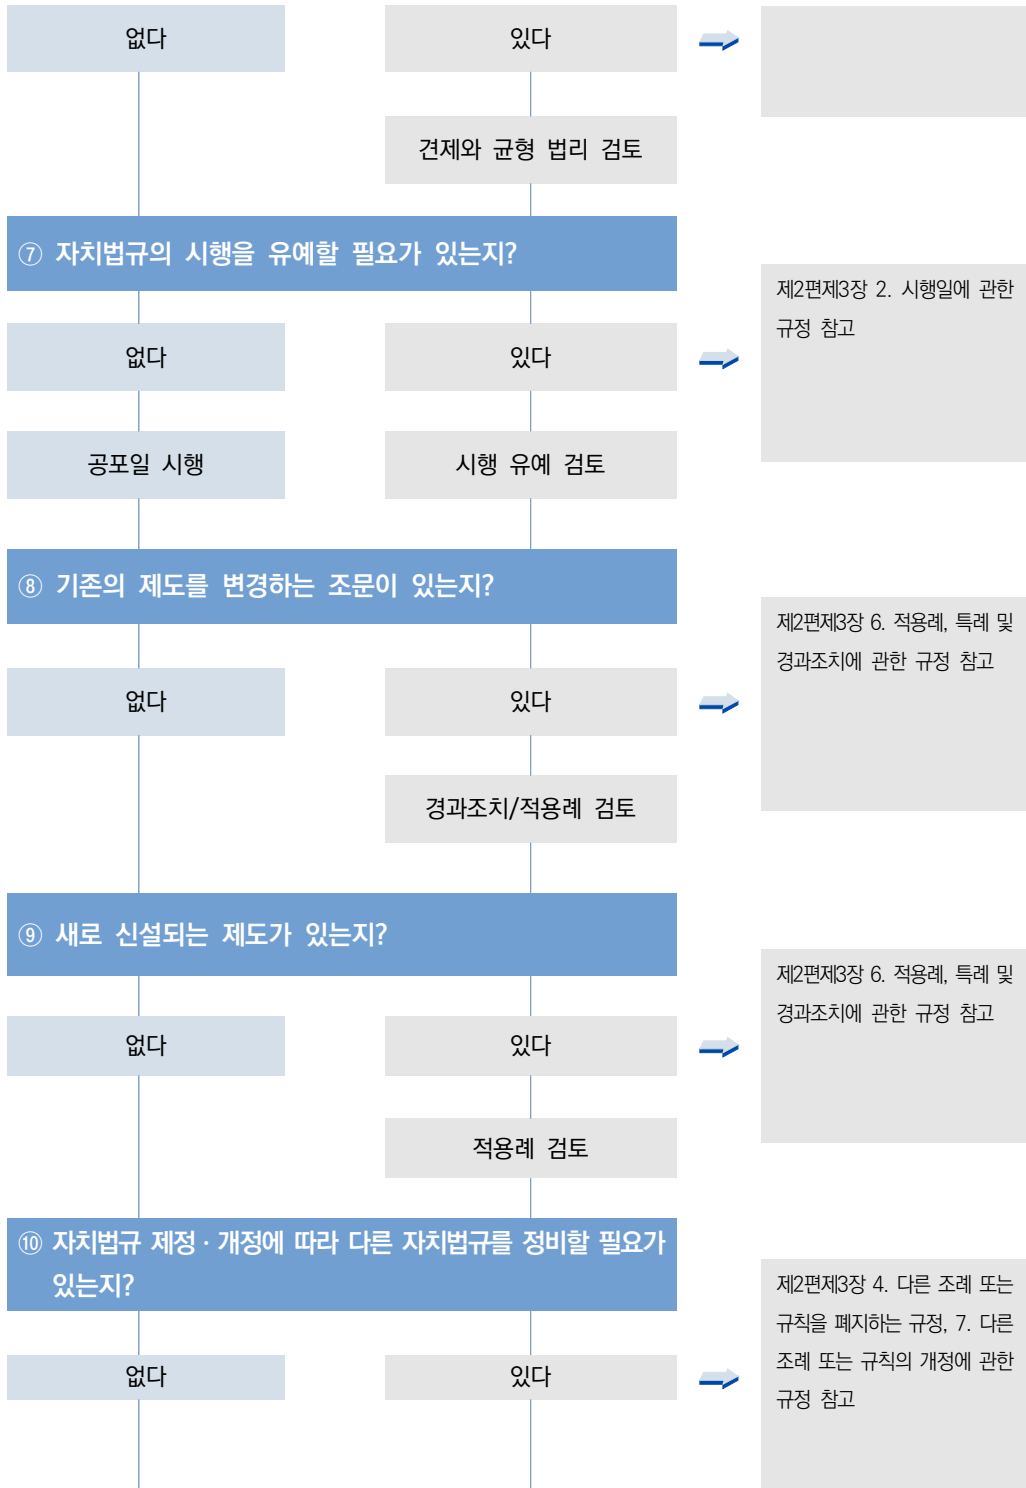 없다
있다
견제와 균형 법리 검토
⑦ 자치법규의 시행을 유예할 필요가 있는지?
없다
있다
제2편제3장 2. 시행일에 관한
규정 참고
공포일 시행
시행 유예 검토
⑧ 기존의 제도를 변경하는 조문이 있는지?
없다
있다
제2편제3장 6. 적용례, 특례 및
경과조치에 관한 규정 참고
경과조치/적용례 검토
⑨ 새로 신설되는 제도가 있는지?
없다
있다
제2편제3장 6. 적용례, 특례 및
경과조치에 관한 규정 참고
적용례 검토
⑩ 자치법규 제정·개정에 따라 다른 자치법규를 정비할 필요가
있는지?
없다
있다
제2편제3장 4. 다른 조례 또는
규칙을 폐지하는 규정, 7. 다른
조례 또는 규칙의 개정에 관한
규정 참고